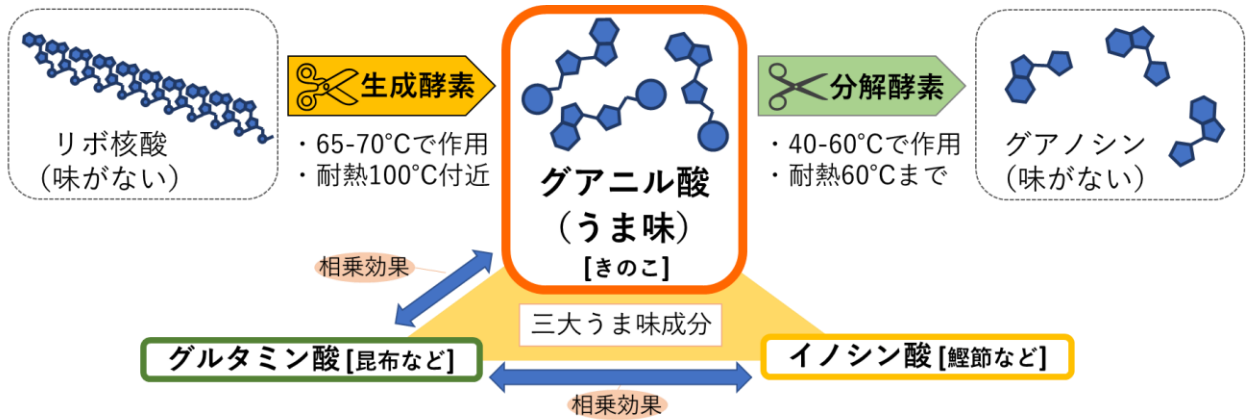 リボ核酸
（味がない）
生成酵素
・65-70°Cで作用
・耐熱100°C付近
グアニル酸
（うま味）
[きのこ]
分解酵素
・40-60°Cで作用
・耐熱60°Cまで
グアノシン
（味がない）
相乗効果
三大うま味成分
グルタミン酸 [昆布など]
イノシン酸 [鰹節など]
相乗効果